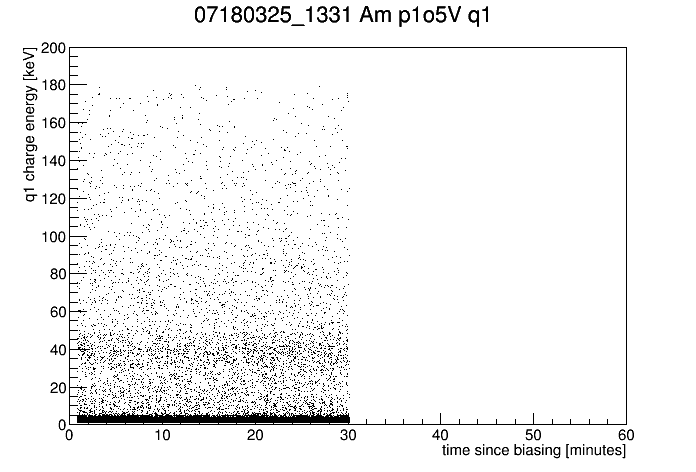 07180325_1331 Am p1o5V q1
q1 charge energy [keV]
200
180
160
140
120
100
80
60
40
20
0
0 10 20 30 40 50 60
time since biasing [minutes]